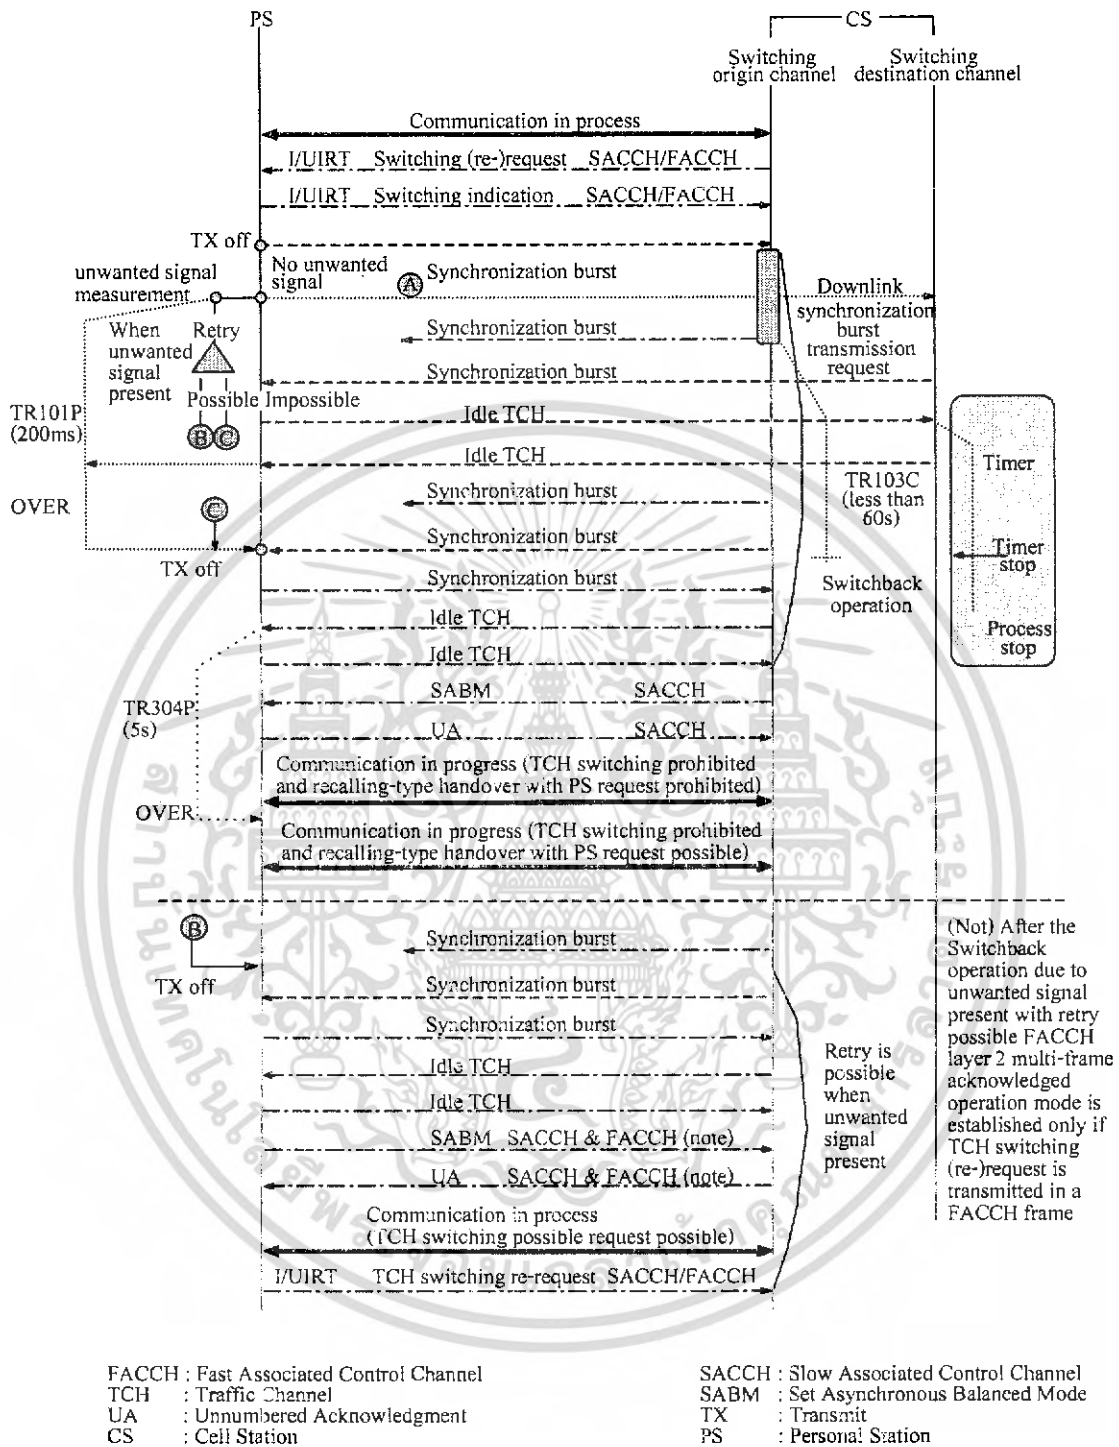 PS
CS
Switching origin channel
Switching destination channel
Communication in process
I/UIRT Switching (re-)request SACCH/FACCH
I/UIRT Switching indication SACCH/FACCH
TX off
unwanted signal measurement
No unwanted signal
A
Synchronization burst
Downlink synchronization burst transmission request
When unwanted signal present
Retry
Synchronization burst
Synchronization burst
Possible Impossible
TR101P (200ms)
B C
Idle TCH
Idle TCH
Timer
TR103C (less than 60s)
OVER
C
Synchronization burst
Synchronization burst
Timer stop
TX off
Synchronization burst
Switchback operation
Idle TCH
Process stop
Idle TCH
SABM SACCH
TR304P (5s)
UA SACCH
Communication in progress (TCH switching prohibited
and recalling-type handover with PS request prohibited)
OVER
Communication in progress (TCH switching prohibited
and recalling-type handover with PS request possible)
B
TX off
Synchronization burst
Synchronization burst
Synchronization burst
Idle TCH
Idle TCH
SABM SACCH & FACCH (note)
UA SACCH & FACCH (note)
Communication in process
(TCH switching possible request possible)
I/UIRT TCH switching re-request SACCH/FACCH
Retry is
possible
when
unwanted
signal
present
(Not) After the
Switchback
operation due to
unwanted signal
present with retry
possible FACCH
layer 2 multi-frame
acknowledged
operation mode is
established only if
TCH switching
(re-)request is
transmitted in a
FACCH frame
FACCH : Fast Associated Control Channel
TCH : Traffic Channel
UA : Unnumbered Acknowledgment
CS : Cell Station
SACCH : Slow Associated Control Channel
SABM : Set Asynchronous Balanced Mode
TX : Transmit
PS : Personal Station